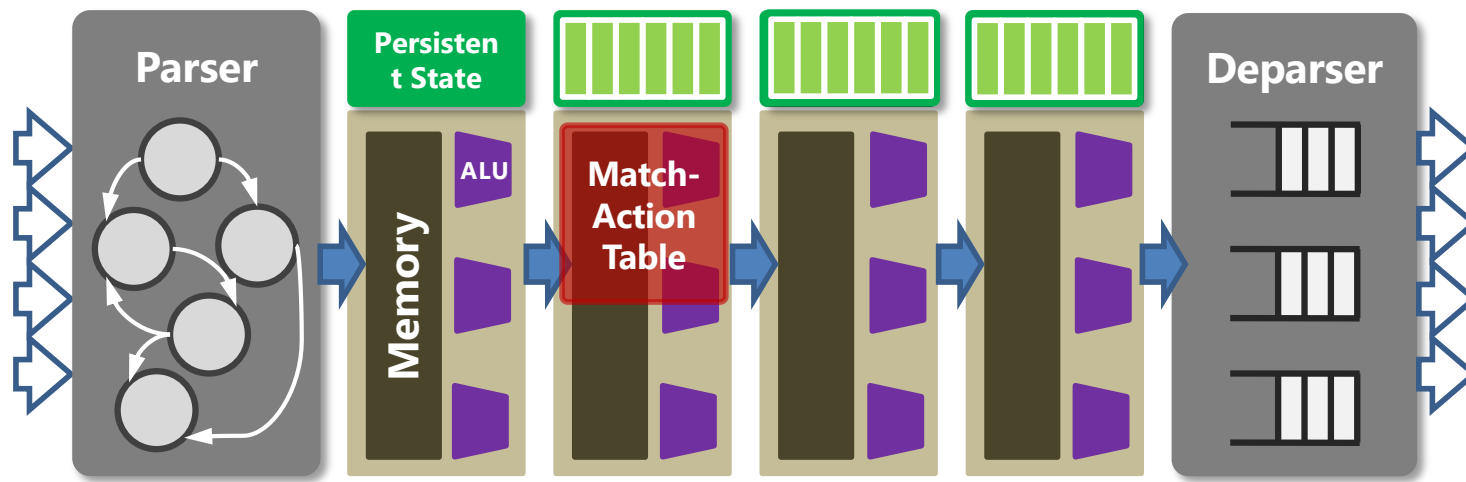 Parser
Persisten
t State
ALU
Memory
Match-
Action
Table
Deparser